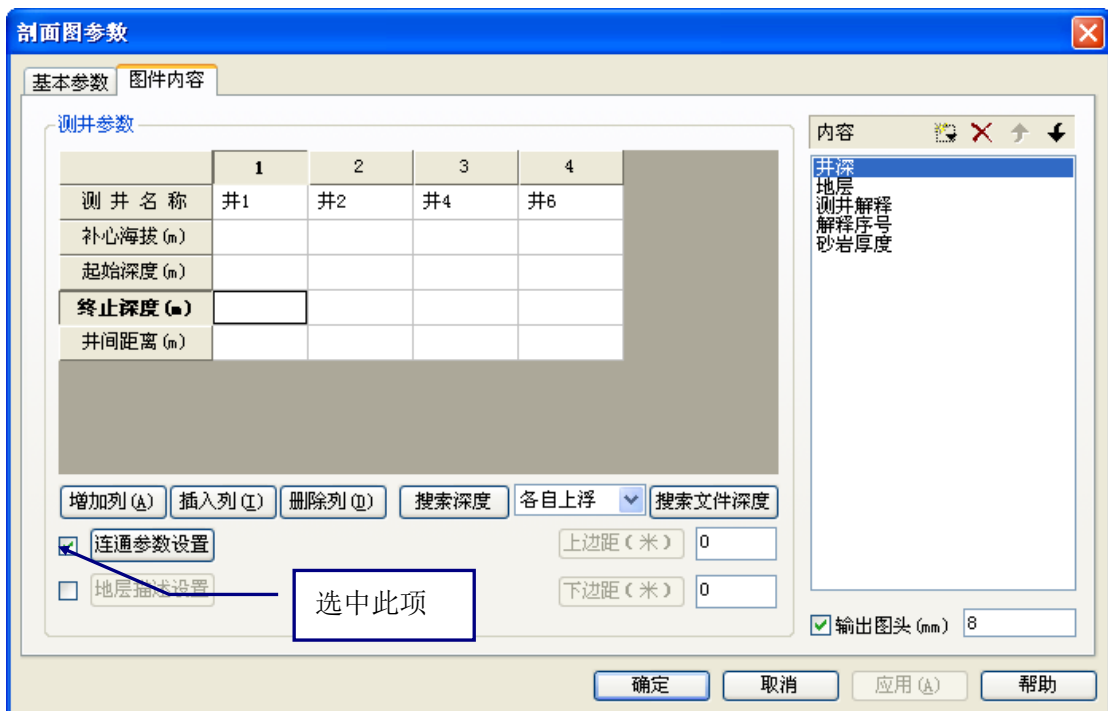 剖面图参数
基本参数 图件内容
测井参数
1 2 3 4
测井名称 井1 井2 井4 井6
补心海拔(m)
起始深度(m)
终止深度(m)
井间距离(m)
增加列(A) 插入列(I) 删除列(D) 搜索深度 各自上浮 搜索文件深度
连通参数设置 上边距(米) 0
地层描述设置 下边距(米) 0
选中此项
内容
井深
地层
测井解释
解释序号
砂岩厚度
输出图头(mm) 8
确定 取消 应用(A) 帮助